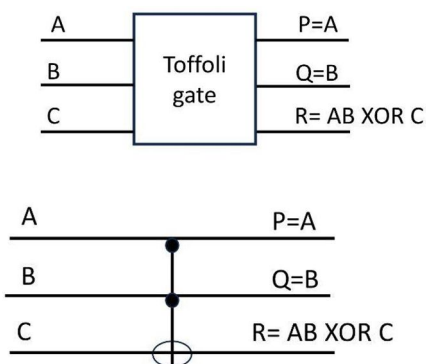 A
P=A
Toffoli
gate
B
Q=B
C
R= AB XOR C
A
P=A
B
Q=B
C
R= AB XOR C